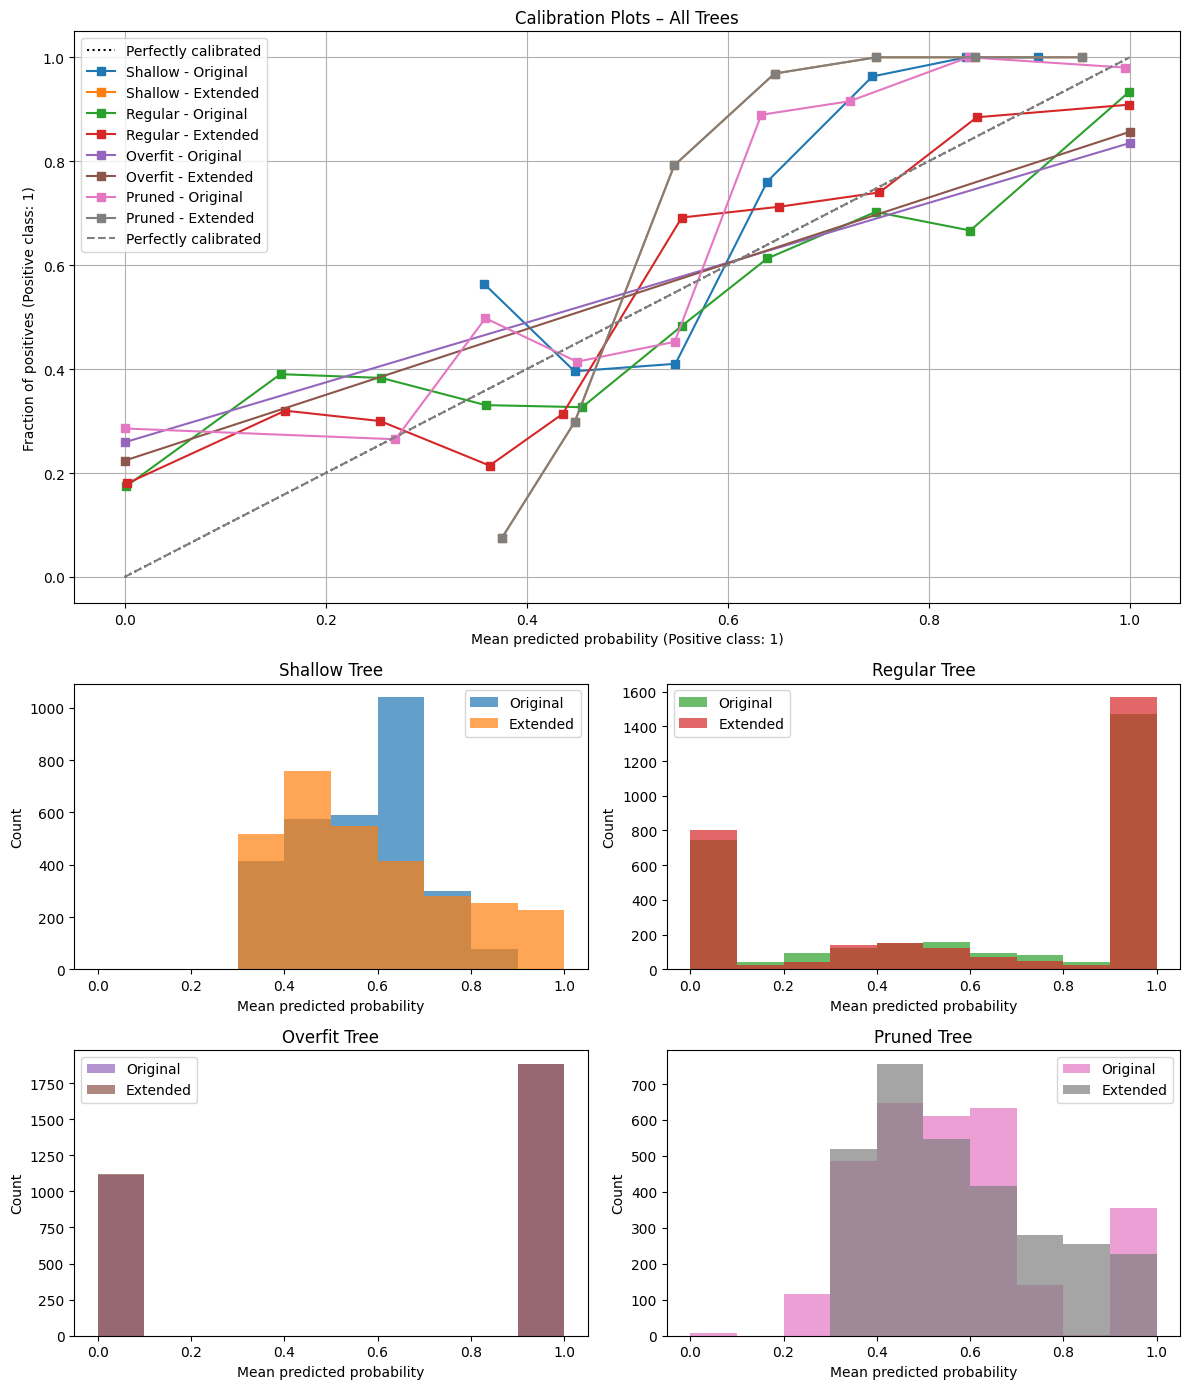 Calibration Plots – All Trees
Fraction of positives (Positive class: 1)
1.0
0.8
0.6
0.4
0.2
0.0
Perfectly calibrated
Shallow - Original
Shallow - Extended
Regular - Original
Regular - Extended
Overfit - Original
Overfit - Extended
Pruned - Original
Pruned - Extended
Perfectly calibrated
0.0 0.2 0.4 0.6 0.8 1.0
Mean predicted probability (Positive class: 1)
Shallow Tree
Count
1000
800
600
400
200
0
Original
Extended
0.0 0.2 0.4 0.6 0.8 1.0
Mean predicted probability
Regular Tree
Count
1600
1400
1200
1000
800
600
400
200
0
Original
Extended
0.0 0.2 0.4 0.6 0.8 1.0
Mean predicted probability
Overfit Tree
Count
1750
1500
1250
1000
750
500
250
0
Original
Extended
0.0 0.2 0.4 0.6 0.8 1.0
Mean predicted probability
Pruned Tree
Count
700
600
500
400
300
200
100
0
Original
Extended
0.0 0.2 0.4 0.6 0.8 1.0
Mean predicted probability